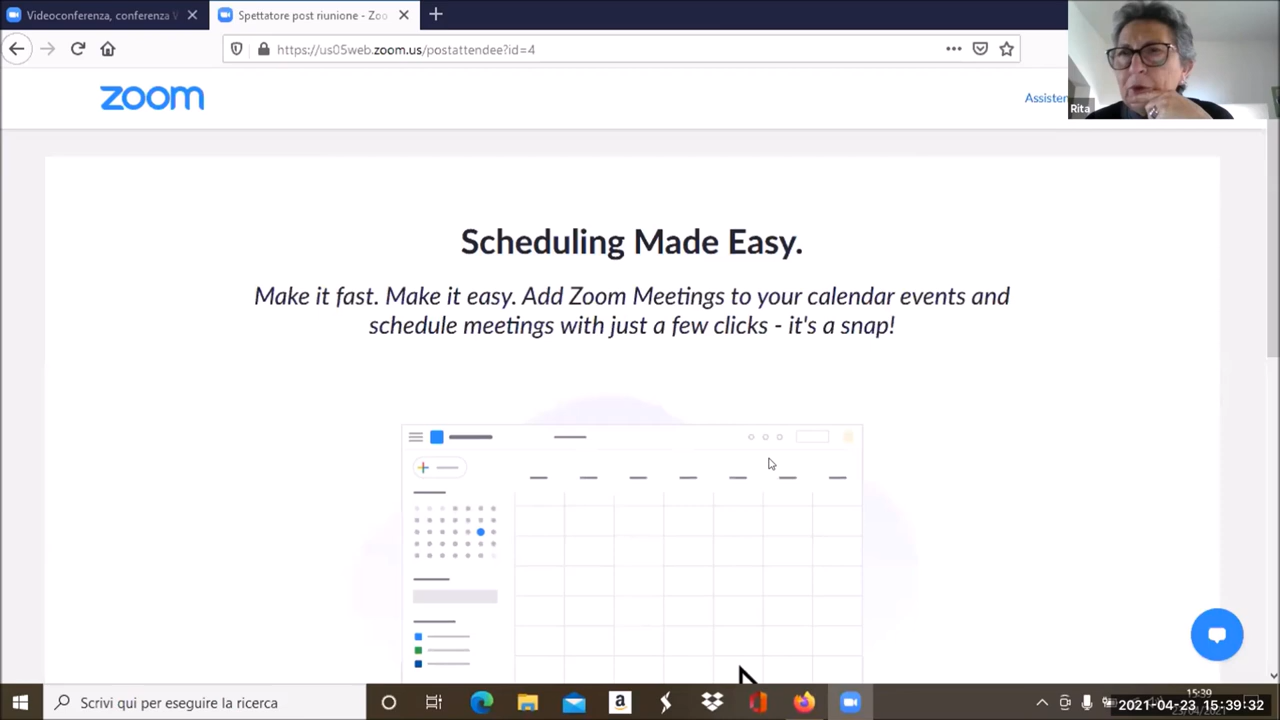 Videoconferenza, conferenza
Spettatore post riunione - Zoo
https://us05web.zoom.us/postattendee?id=4
zoom
Rita
Scheduling Made Easy.
Make it fast. Make it easy. Add Zoom Meetings to your calendar events and
schedule meetings with just a few clicks - it's a snap!
Scrivi qui per eseguire la ricerca
15:39
2021-04-23 15:39:32